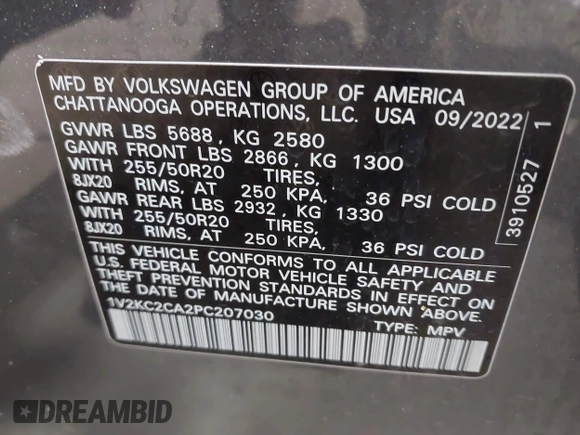 MFD BY VOLKSWAGEN GROUP OF AMERICA
CHATTANOOGA OPERATIONS, LLC. USA 09/2022
GVWR LBS 5688 , KG 2580
GAWR FRONT LBS 2866 , KG 1300
WITH 255/50R20 TIRES,
8JX20 RIMS, AT 250 KPA, 36 PSI COLD
GAWR REAR LBS 2932 , KG 1330
WITH 255/50R20 TIRES,
8JX20 RIMS, AT 250 KPA, 36 PSI COLD
THIS VEHICLE CONFORMS TO ALL APPLICABLE
U.S. FEDERAL MOTOR VEHICLE SAFETY AND
THEFT PREVENTION STANDARDS IN EFFECT ON
THE DATE OF MANUFACTURE SHOWN ABOVE.
1V2KC2CA2PC207030
TYPE: MPV
3910527 1
DREAMBID